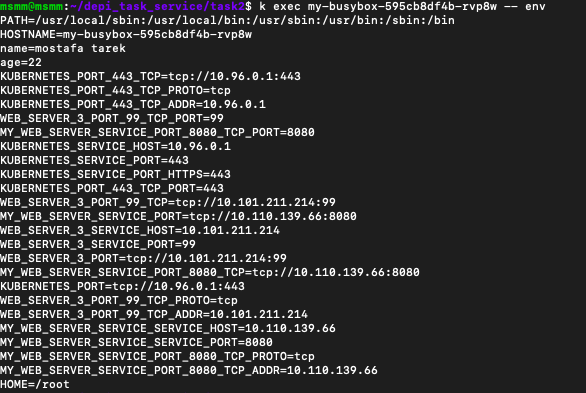 msmm@msmm:~/depi_task_service/task2$ k exec my-busybox-595cb8df4b-rvp8w -- env
PATH=/usr/local/sbin:/usr/local/bin:/usr/sbin:/usr/bin:/sbin:/bin
HOSTNAME=my-busybox-595cb8df4b-rvp8w
name=mostafa tarek
age=22
KUBERNETES_PORT_443_TCP=tcp://10.96.0.1:443
KUBERNETES_PORT_443_TCP_PROTO=tcp
KUBERNETES_PORT_443_TCP_ADDR=10.96.0.1
WEB_SERVER_3_PORT_99_TCP_PORT=99
MY_WEB_SERVER_SERVICE_PORT_8080_TCP_PORT=8080
KUBERNETES_SERVICE_HOST=10.96.0.1
KUBERNETES_SERVICE_PORT=443
KUBERNETES_SERVICE_PORT_HTTPS=443
KUBERNETES_PORT_443_TCP_PORT=443
WEB_SERVER_3_PORT_99_TCP=tcp://10.101.211.214:99
MY_WEB_SERVER_SERVICE_PORT=tcp://10.110.139.66:8080
WEB_SERVER_3_SERVICE_HOST=10.101.211.214
WEB_SERVER_3_SERVICE_PORT=99
WEB_SERVER_3_PORT=tcp://10.101.211.214:99
MY_WEB_SERVER_SERVICE_PORT_8080_TCP=tcp://10.110.139.66:8080
KUBERNETES_PORT=tcp://10.96.0.1:443
WEB_SERVER_3_PORT_99_TCP_PROTO=tcp
WEB_SERVER_3_PORT_99_TCP_ADDR=10.101.211.214
MY_WEB_SERVER_SERVICE_SERVICE_HOST=10.110.139.66
MY_WEB_SERVER_SERVICE_SERVICE_PORT=8080
MY_WEB_SERVER_SERVICE_PORT_8080_TCP_PROTO=tcp
MY_WEB_SERVER_SERVICE_PORT_8080_TCP_ADDR=10.110.139.66
HOME=/root